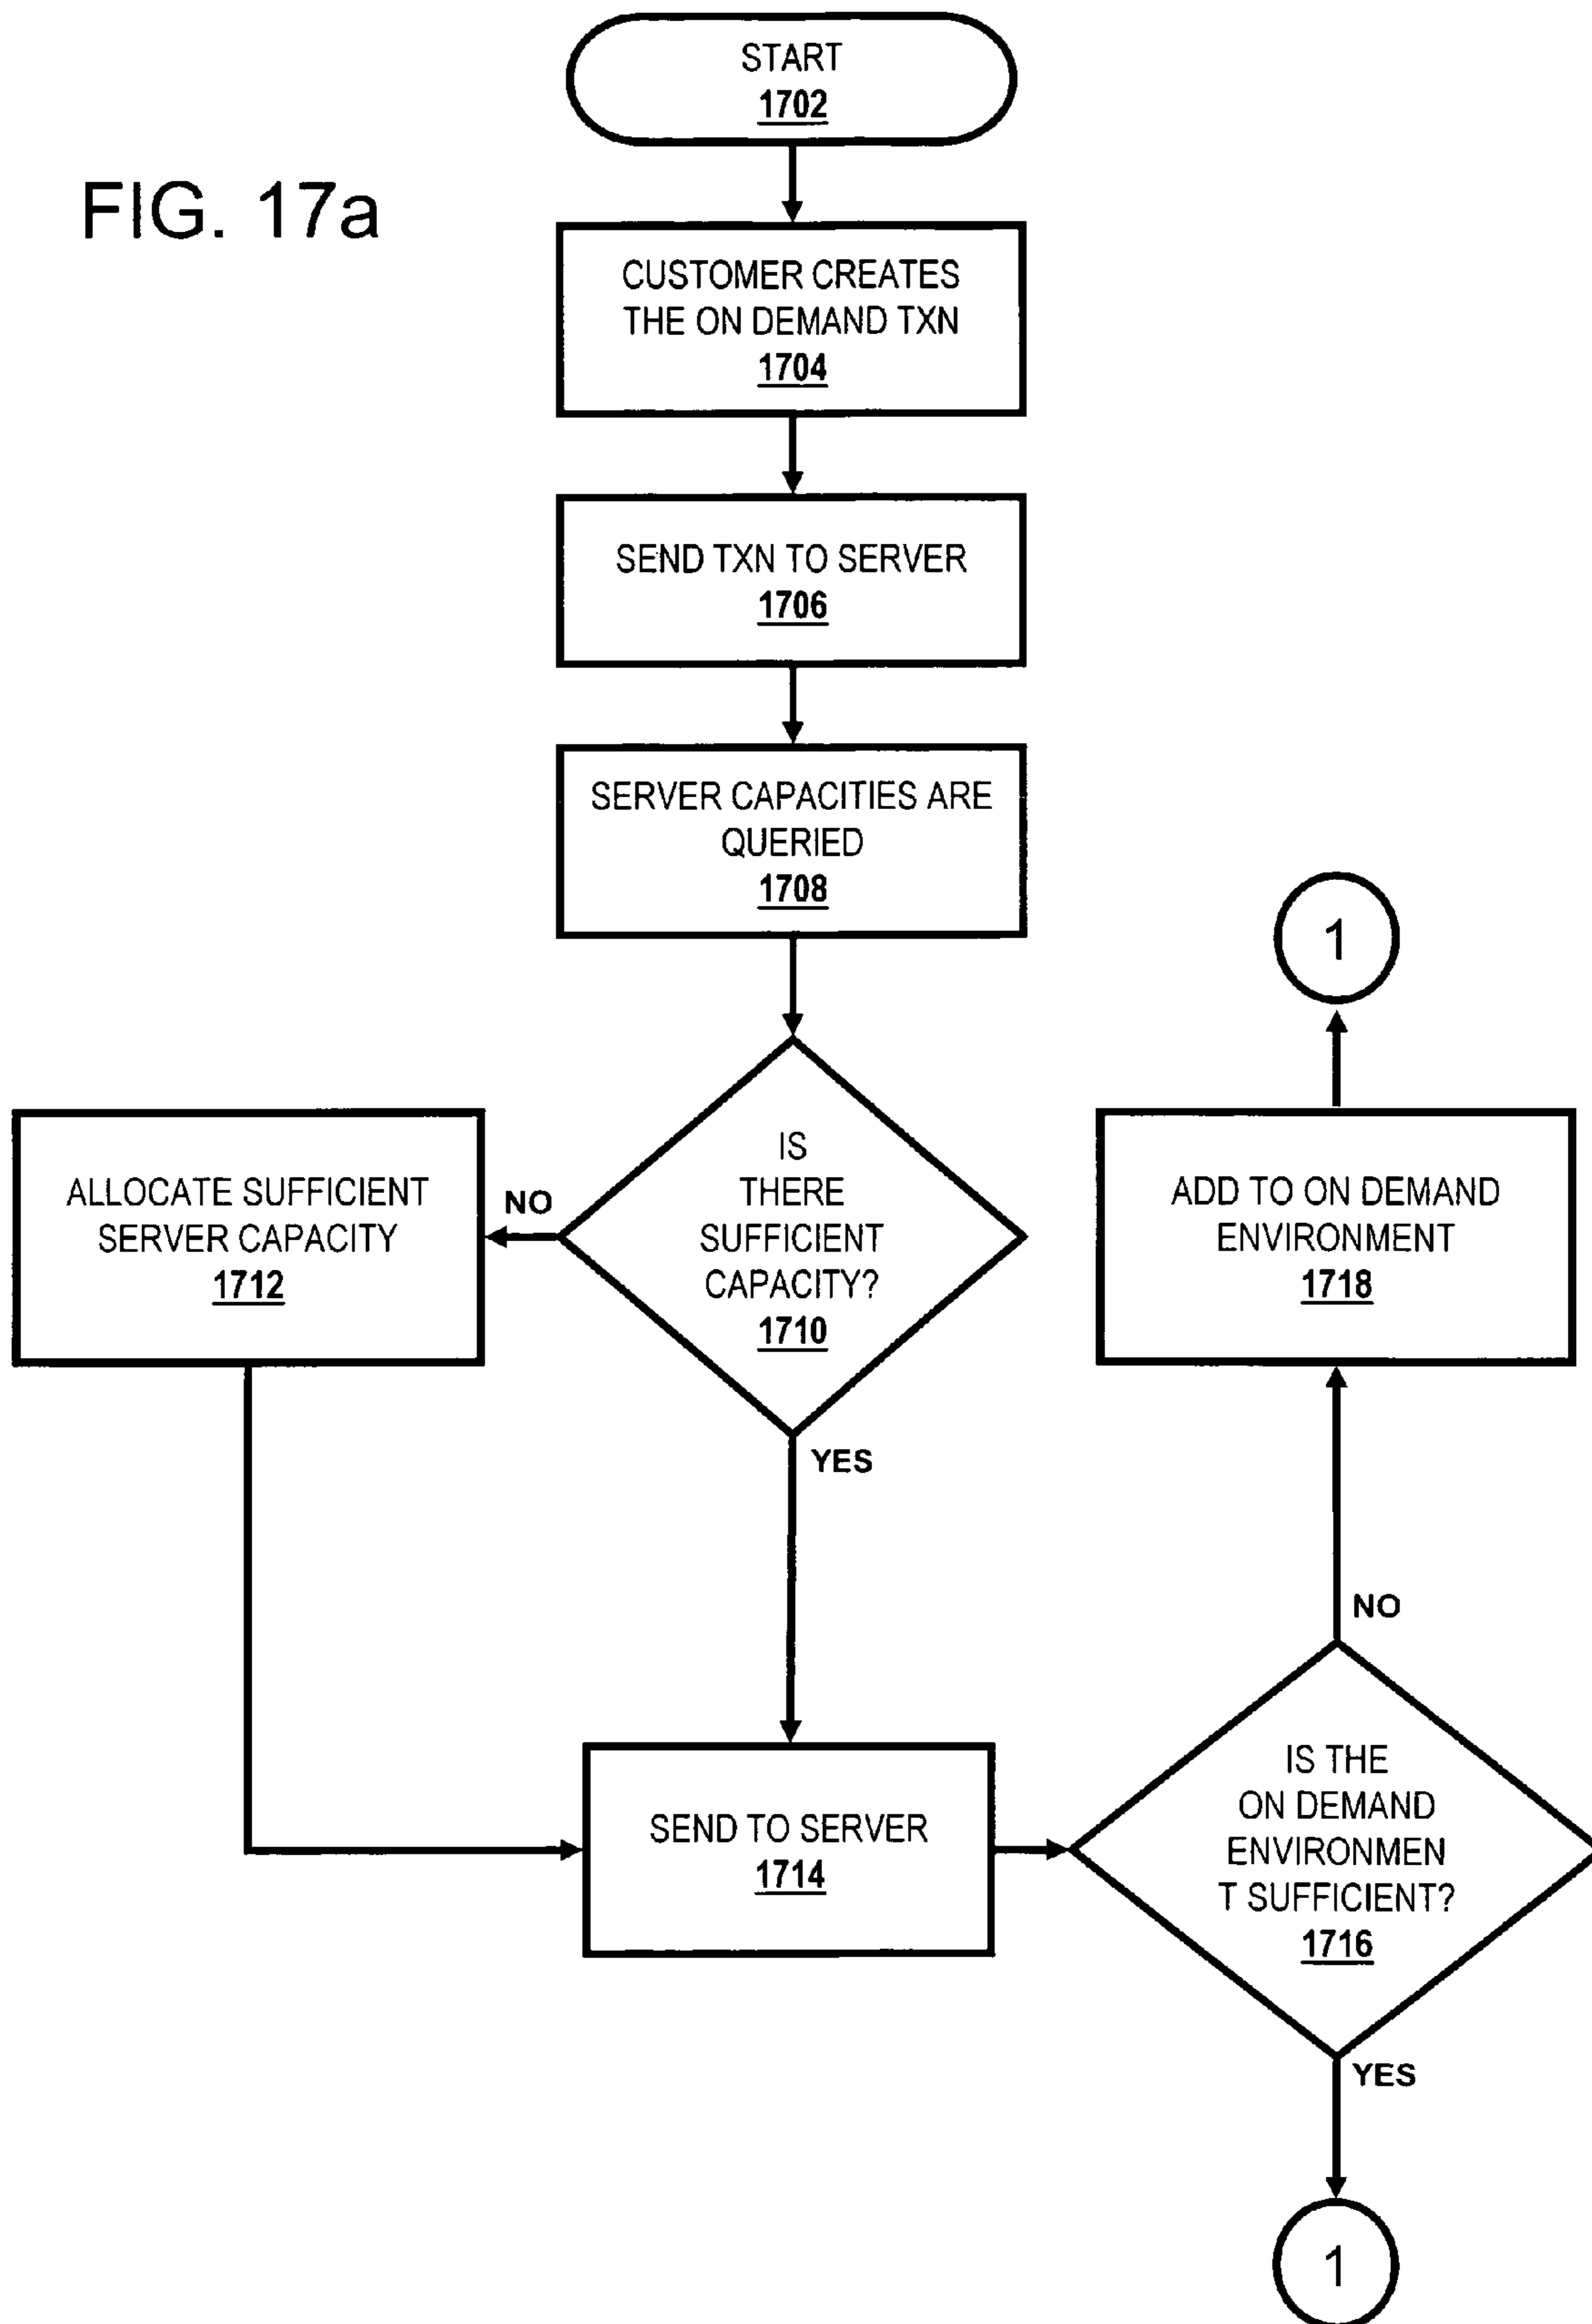 START
1702
FIG. 17a
CUSTOMER CREATES
THE ON DEMAND TXN
1704
SEND TXN TO SERVER
1706
SERVER CAPACITIES ARE
QUERIED
1708
1
IS
THERE
SUFFICIENT
CAPACITY?
1710
NO
ALLOCATE SUFFICIENT
SERVER CAPACITY
1712
ADD TO ON DEMAND
ENVIRONMENT
1718
YES
NO
SEND TO SERVER
1714
IS THE
ON DEMAND
ENVIRONMEN
T SUFFICIENT?
1716
YES
1